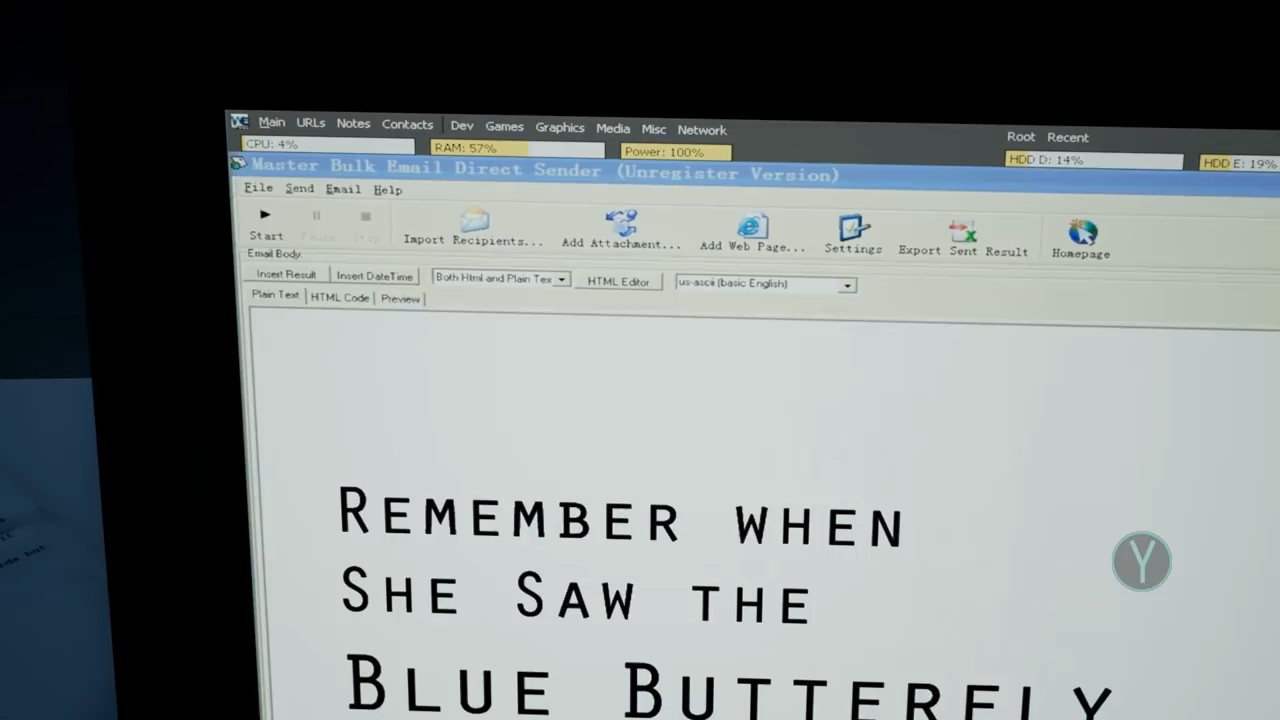 Main URLs Notes Contacts Dev Games Graphics Media Misc Network Root Recent
CPU: 4% RAM: 57% Power: 100% HDD D: 14% HDD E: 19%
Master Bulk Email Direct Sender (Unregister Version)
File Send Email Help
Start Pause Stop Import Recipients... Add Attachment... Add Web Page... Settings Export Sent Result Homepage
Email Body
Insert Result Insert DateTime Both Html and Plain Tex HTML Editor us-ascii (basic English)
Plain Text HTML Code Preview
REMEMBER WHEN
SHE SAW THE
BLUE BUTTERFLY
Y